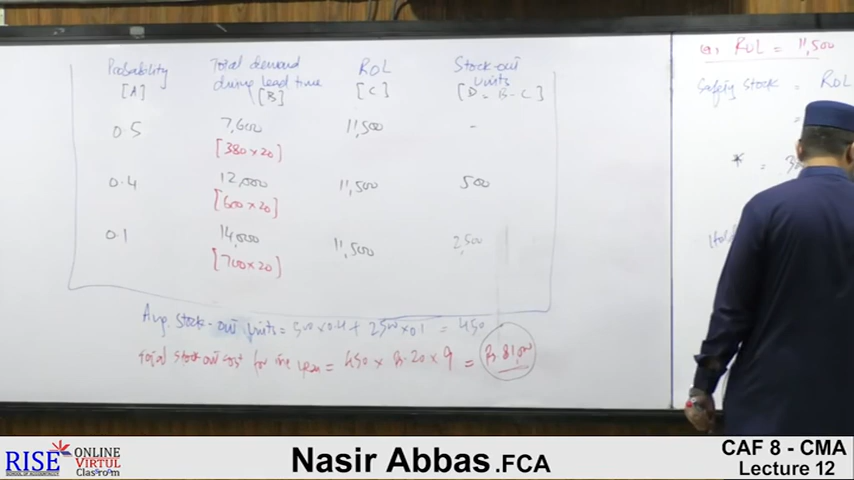 Probability Total demand during lead time ROL Stock-out units
[A] [B] [C] [D = B - C]
0.5 7,600 11,500 -
[380 x 20]
0.4 12,000 11,500 500
[600 x 20]
0.1 14,000 11,500 2,500
[700 x 20]
Avg. Stock-out units = 500 x 0.4 + 2500 x 0.1 = 450
Total Stock out cost for the year = 450 x Rs. 20 x 9 = Rs. 81,000
ROL = 11,500
Safety Stock = ROL
=
* =
RISE
SCHOOL OF ACCOUNTANCY
ONLINE
VIRTUL
Classroom
Nasir Abbas .FCA
CAF 8 - CMA
Lecture 12